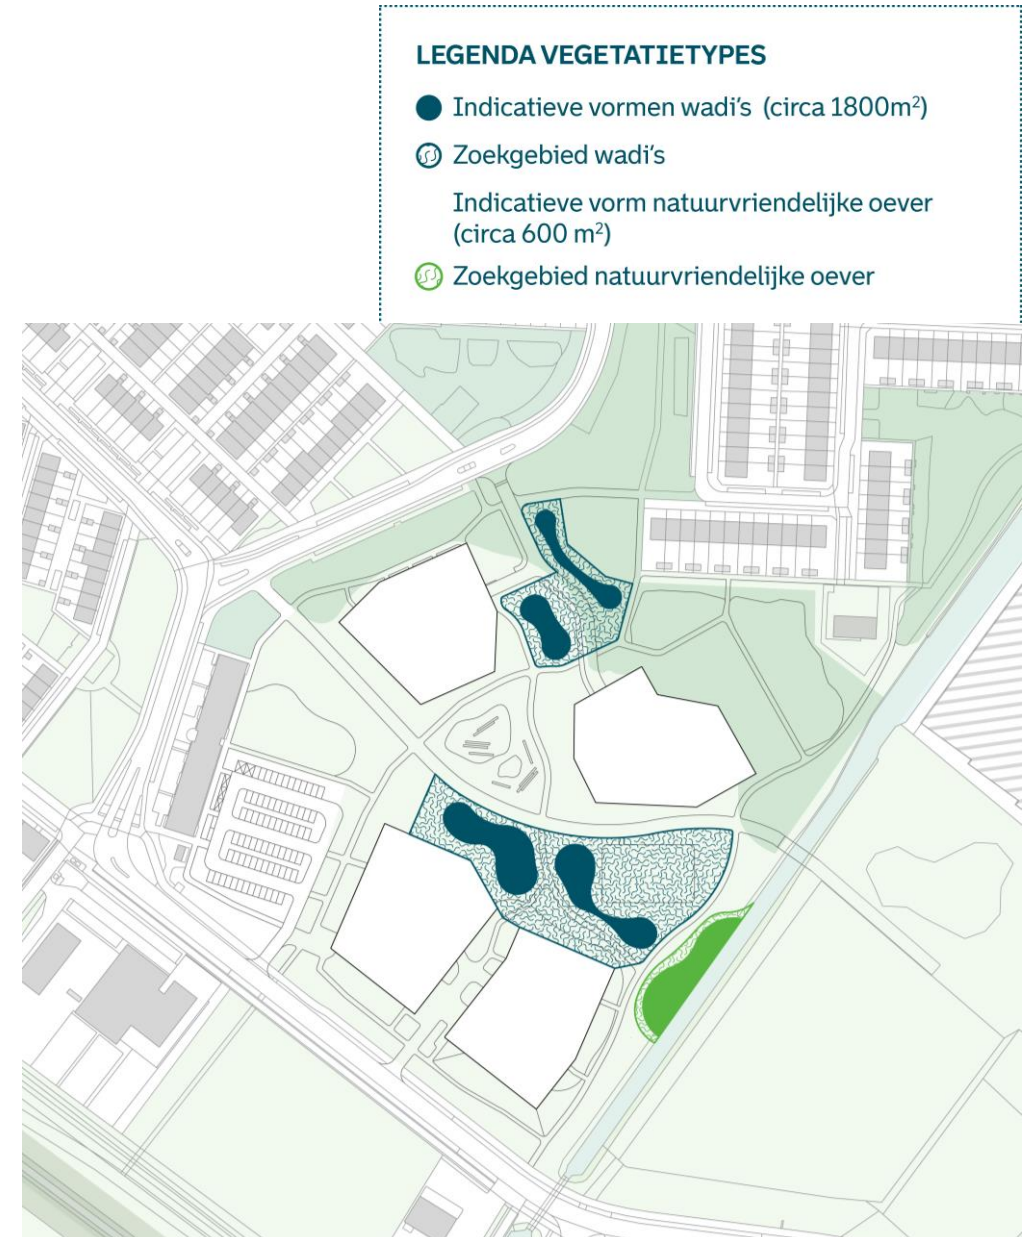 LEGENDA VEGETATIETYPES
Indicatieve vormen wadi's (circa 1800m²)
Zoekgebied wadi's
Indicatieve vorm natuurvriendelijke oever
(circa 600 m²)
Zoekgebied natuurvriendelijke oever